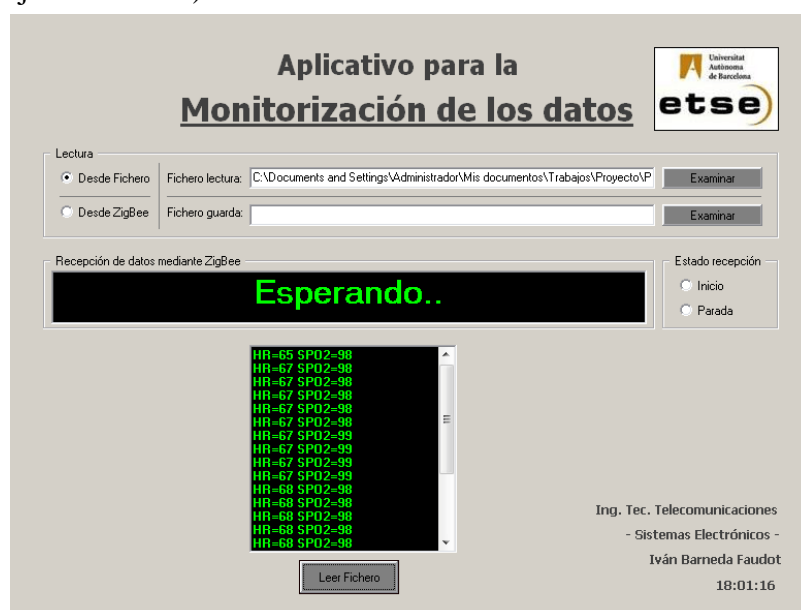 Aplicativo para la
Monitorización de los datos
Universitat
Autònoma
de Barcelona
etse
Lectura
Desde Fichero
Fichero lectura:
C:\Documents and Settings\Administrador\Mis documentos\Trabajos\Proyecto\P
Examinar
Desde ZigBee
Fichero guarda:
Examinar
Recepción de datos mediante ZigBee
Esperando..
Estado recepción
Inicio
Parada
HR=65 SPO2=98
HR=67 SPO2=98
HR=67 SPO2=98
HR=67 SPO2=98
HR=67 SPO2=98
HR=67 SPO2=98
HR=67 SPO2=99
HR=67 SPO2=99
HR=67 SPO2=99
HR=67 SPO2=99
HR=68 SPO2=98
HR=68 SPO2=98
HR=68 SPO2=98
HR=68 SPO2=98
HR=68 SPO2=98
Leer Fichero
Ing. Tec. Telecomunicaciones
- Sistemas Electrónicos -
Iván Barneda Faudot
18:01:16